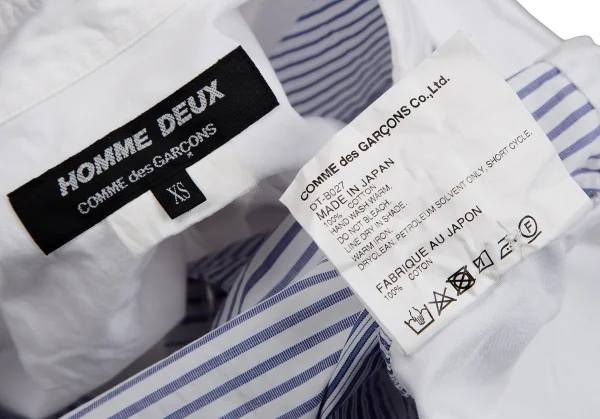 HOMME DEUX
COMME des GARÇONS
XS
COMME des GARÇONS Co.,Ltd.
DT-B027
MADE IN JAPAN
100% COTTON
HAND WASH WARM.
DO NOT BLEACH.
LINE DRY IN SHADE.
WARM IRON.
DRYCLEAN, PETROLEUM SOLVENT ONLY, SHORT CYCLE.
FABRIQUE AU JAPON
100% COTON
F